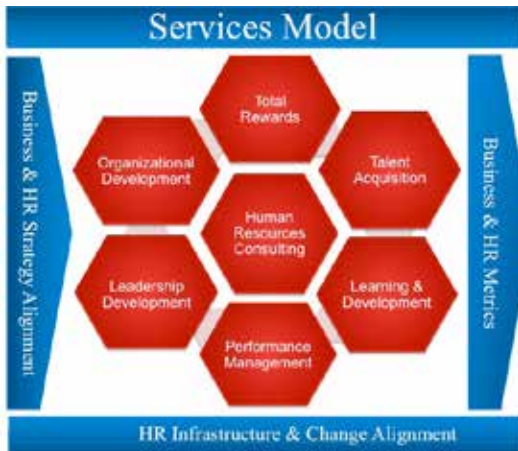 Services Model
Business & HR Strategy Alignment
Total
Rewards
Organizational
Development
Talent
Acquisition
Human
Resources
Consulting
Leadership
Development
Learning &
Development
Performance
Management
Business & HR Metrics
HR Infrastructure & Change Alignment